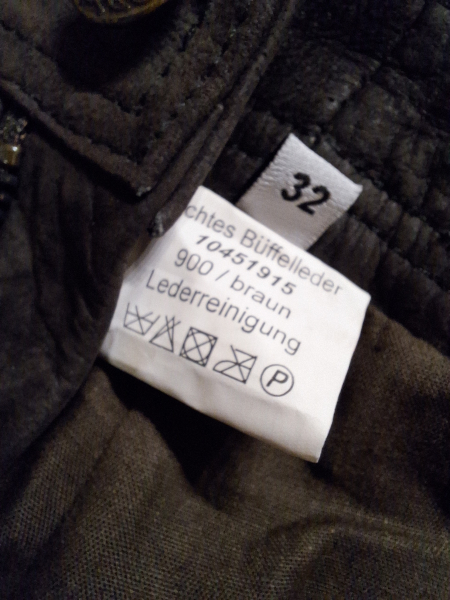 32
chtes Büffelleder
10451915
900 / braun
Lederreinigung
P